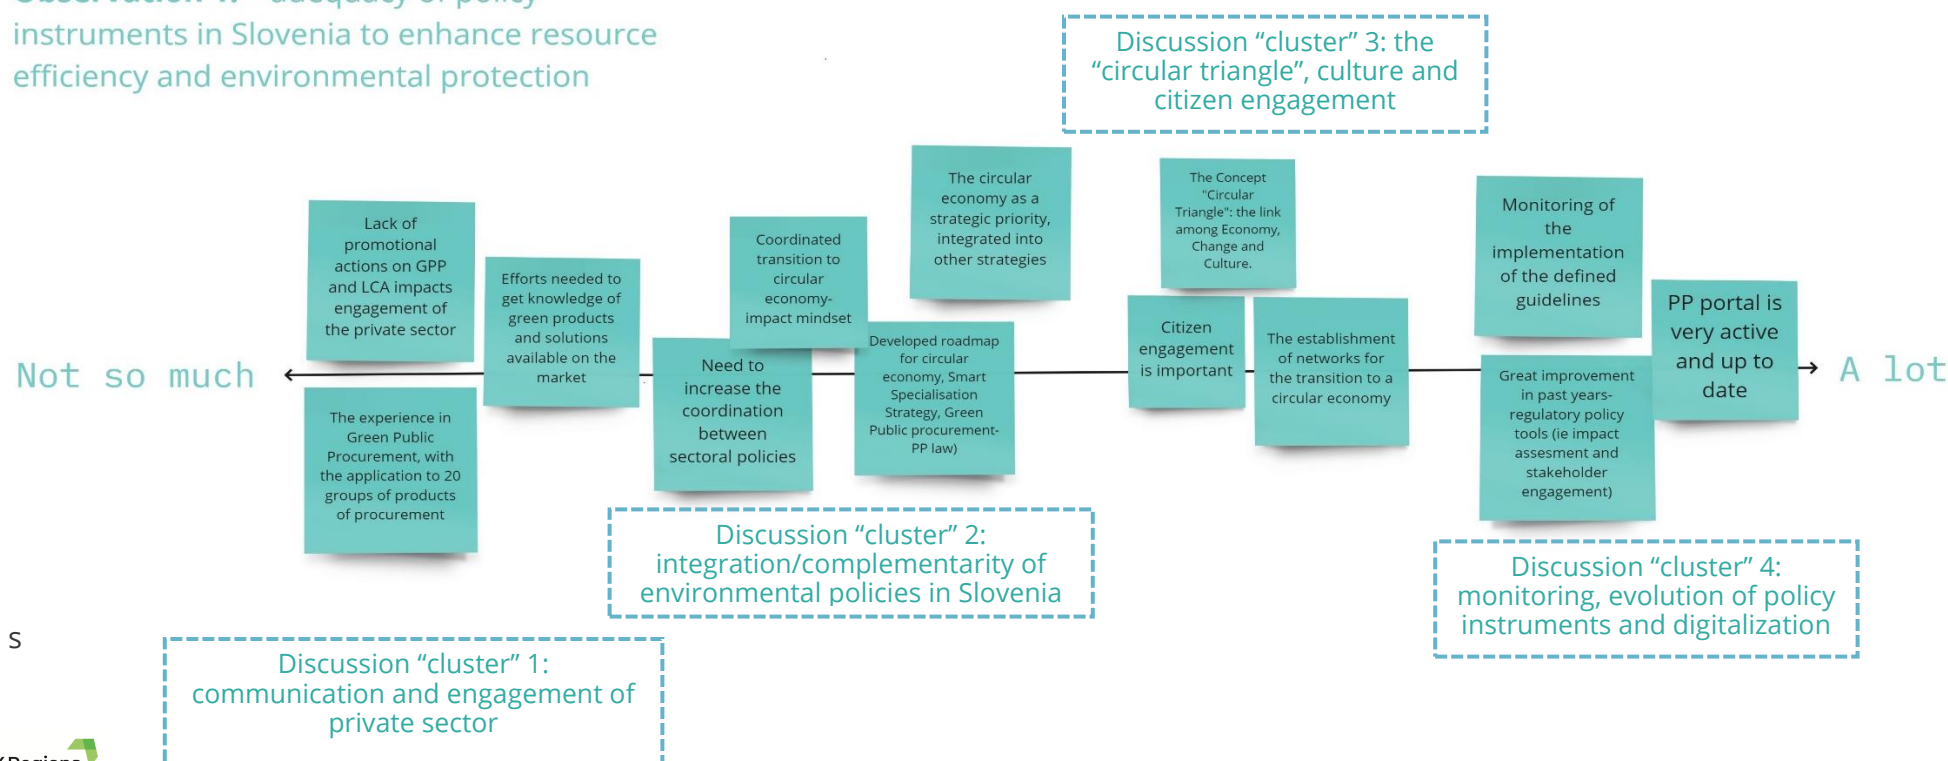 adequacy of policy
instruments in Slovenia to enhance resource
efficiency and environmental protection
Discussion “cluster” 3: the
“circular triangle”, culture and
citizen engagement
Lack of
promotional
actions on GPP
and LCA impacts
engagement of
the private sector
The experience in
Green Public
Procurement, with
the application to 20
groups of products
of procurement
Efforts needed to
get knowledge of
green products
and solutions
available on the
market
Need to
increase the
coordination
between
sectoral policies
Coordinated
transition to
circular
economy-
impact mindset
Developed roadmap
for circular
economy, Smart
Specialisation
Strategy, Green
Public procurement-
PP law)
The circular
economy as a
strategic priority,
integrated into
other strategies
The Concept
"Circular
Triangle": the link
among Economy,
Change and
Culture.
Citizen
engagement
is important
The establishment
of networks for
the transition to a
circular economy
Monitoring of
the
implementation
of the defined
guidelines
Great improvement
in past years-
regulatory policy
tools (ie impact
assesment and
stakeholder
engagement)
PP portal is
very active
and up to
date
Not so much
A lot
Discussion “cluster” 2:
integration/complementarity of
environmental policies in Slovenia
Discussion “cluster” 4:
monitoring, evolution of policy
instruments and digitalization
s
Discussion “cluster” 1:
communication and engagement of
private sector